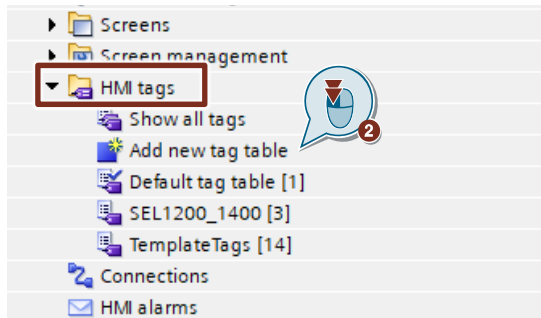 Screens
Screen management
HMI tags
Show all tags
Add new tag table
2
Default tag table [1]
SEL1200_1400 [3]
TemplateTags [14]
Connections
HMI alarms